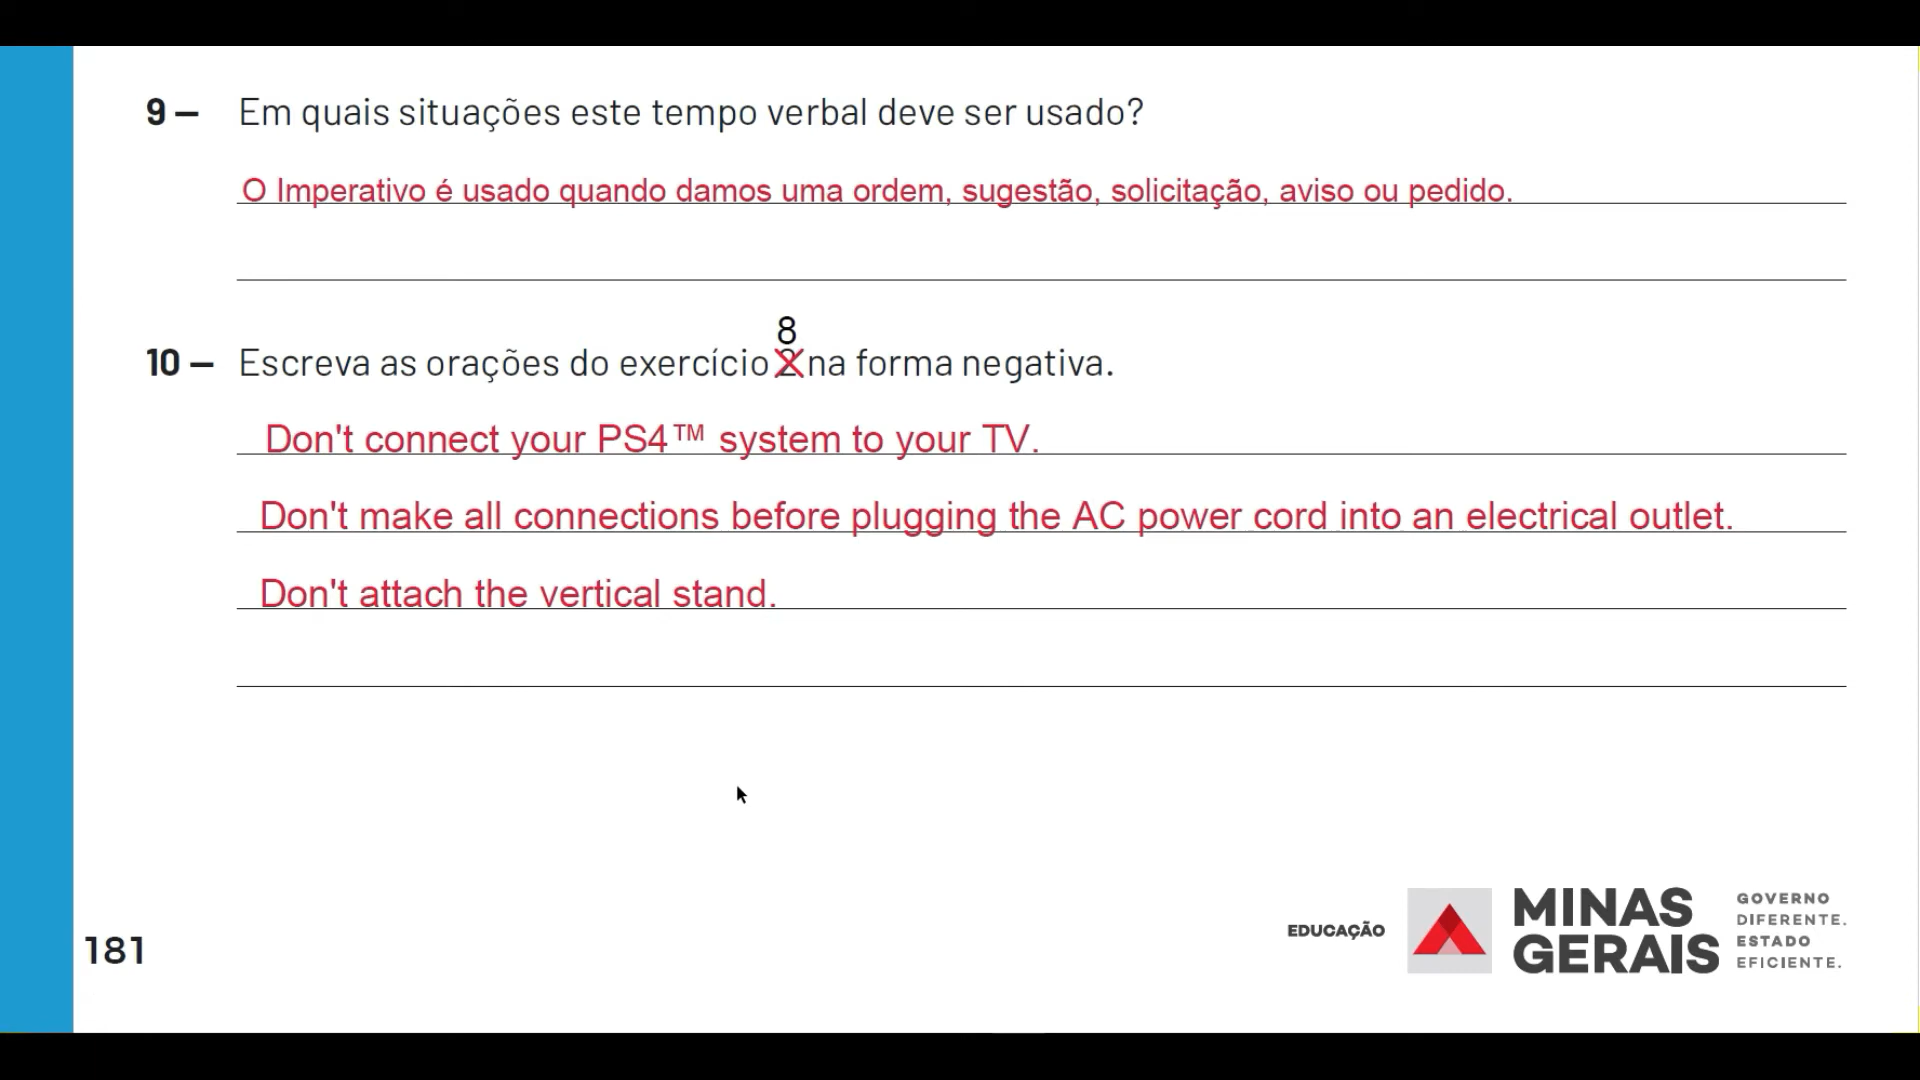 9 – Em quais situações este tempo verbal deve ser usado?
O Imperativo é usado quando damos uma ordem, sugestão, solicitação, aviso ou pedido.
8
10 – Escreva as orações do exercício 2 na forma negativa.
Don't connect your PS4™ system to your TV.
Don't make all connections before plugging the AC power cord into an electrical outlet.
Don't attach the vertical stand.
181
EDUCAÇÃO
MINAS
GERAIS
GOVERNO
DIFERENTE.
ESTADO
EFICIENTE.